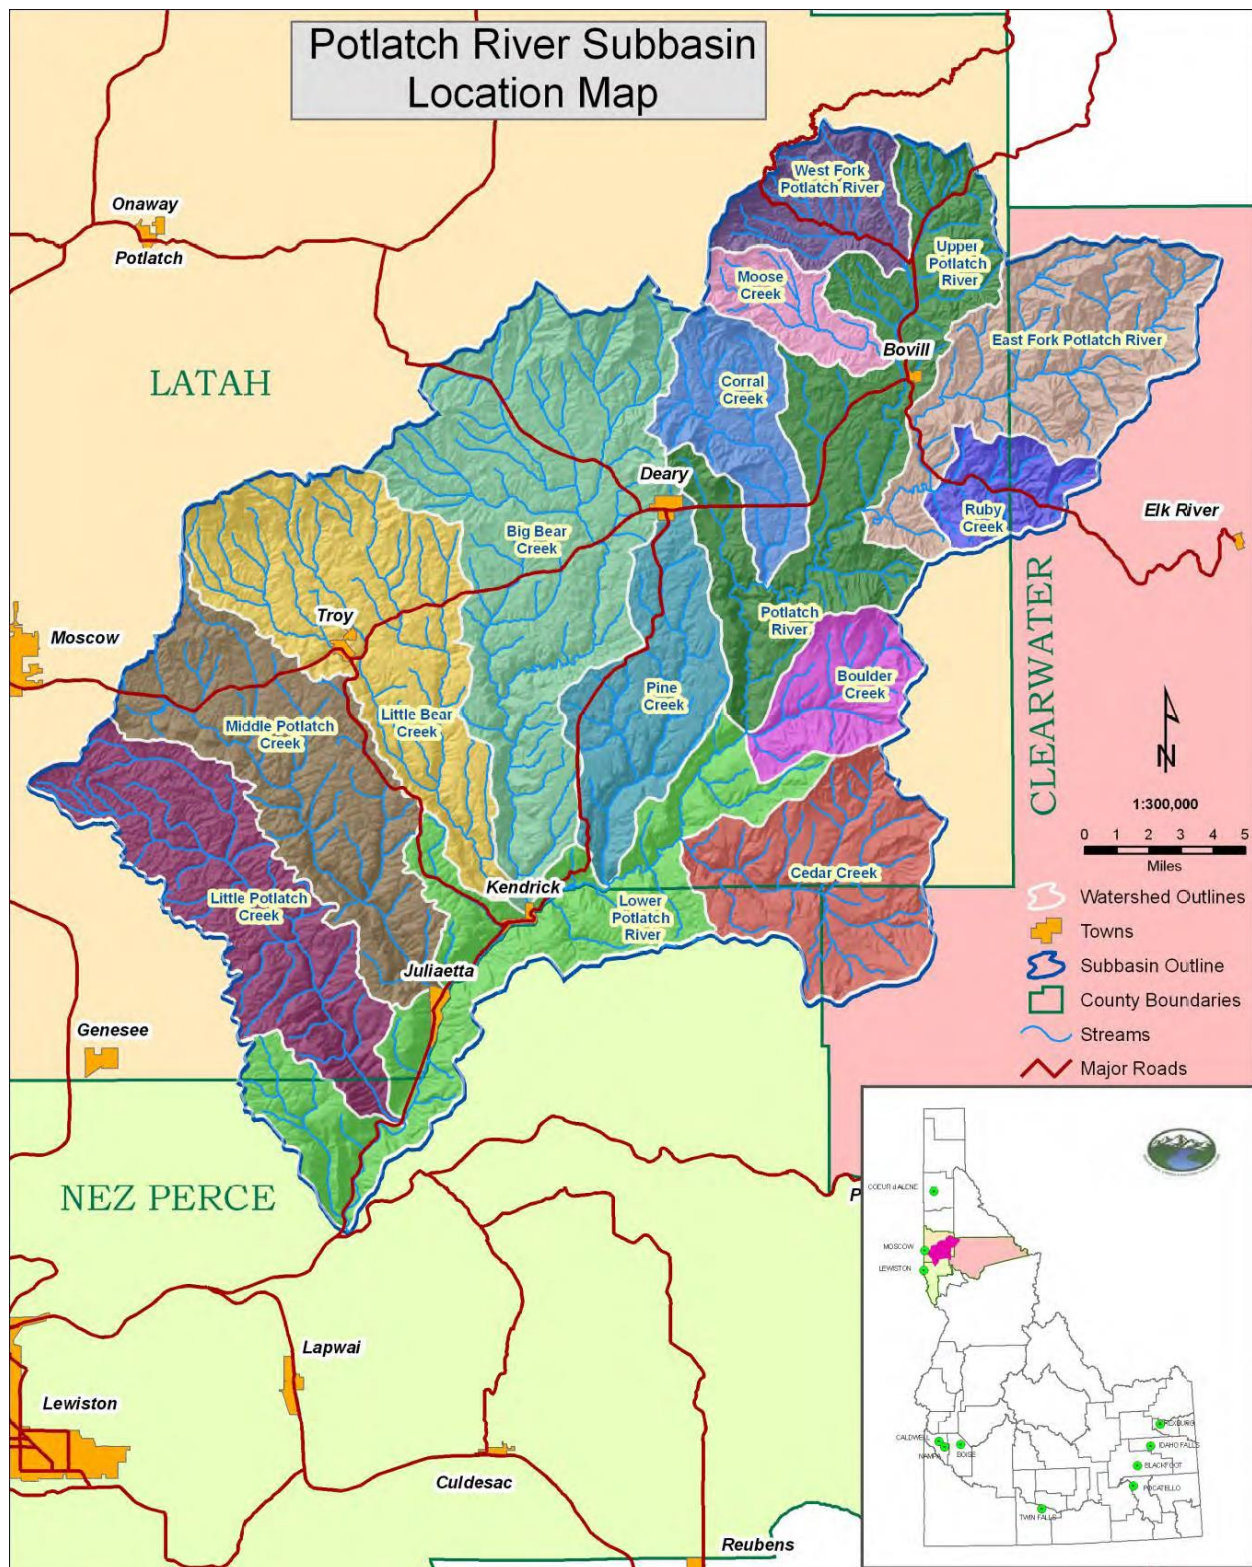 Potlatch River Subbasin
Location Map
West Fork
Potlatch River
Onaway
Potlatch
Upper
Potlatch
River
Moose
Creek
East Fork Potlatch River
Bovill
LATAH
Corral
Creek
Deary
Ruby
Creek
Elk River
Big Bear
Creek
CLEARWATER
Troy
Potlatch
River
Moscow
Boulder
Creek
Pine
Creek
Little Bear
Creek
Middle Potlatch
Creek
N
1:300,000
0 1 2 3 4 5
Miles
Cedar Creek
Kendrick
Little Potlatch
Creek
Lower
Potlatch
River
Watershed Outlines
Towns
Subbasin Outline
County Boundaries
Streams
Major Roads
Juliaetta
Genesee
NEZ PERCE
P
COEUR d'ALENE
MOSCOW
LEWISTON
Lapwai
Lewiston
Culdesac
Reubens
CALDWELL
NAMPA
BOISE
REXBURG
IDAHO FALLS
BLACKFOOT
POCATELLO
TWIN FALLS